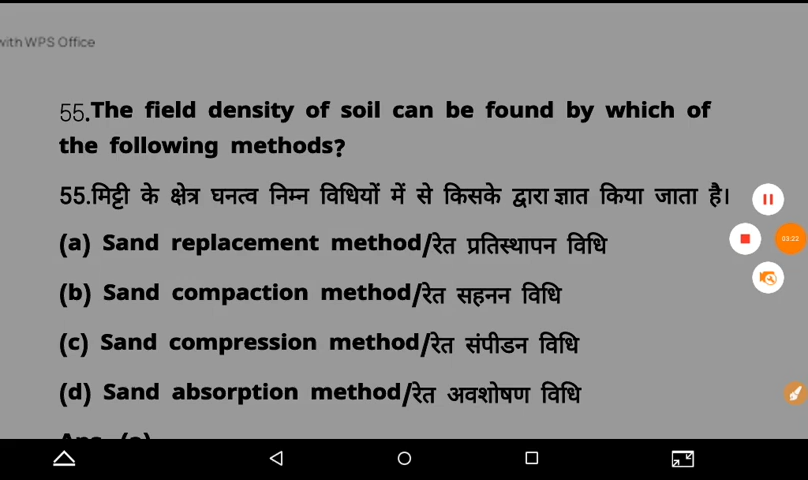 with WPS Office
55.The field density of soil can be found by which of
the following methods?
55.मिट्टी के क्षेत्र घनत्व निम्न विधियों में से किसके द्वारा ज्ञात किया जाता है।
(a) Sand replacement method/रेत प्रतिस्थापन विधि
(b) Sand compaction method/रेत सहनन विधि
03:22
(c) Sand compression method/रेत संपीडन विधि
(d) Sand absorption method/रेत अवशोषण विधि
Ans. (a)